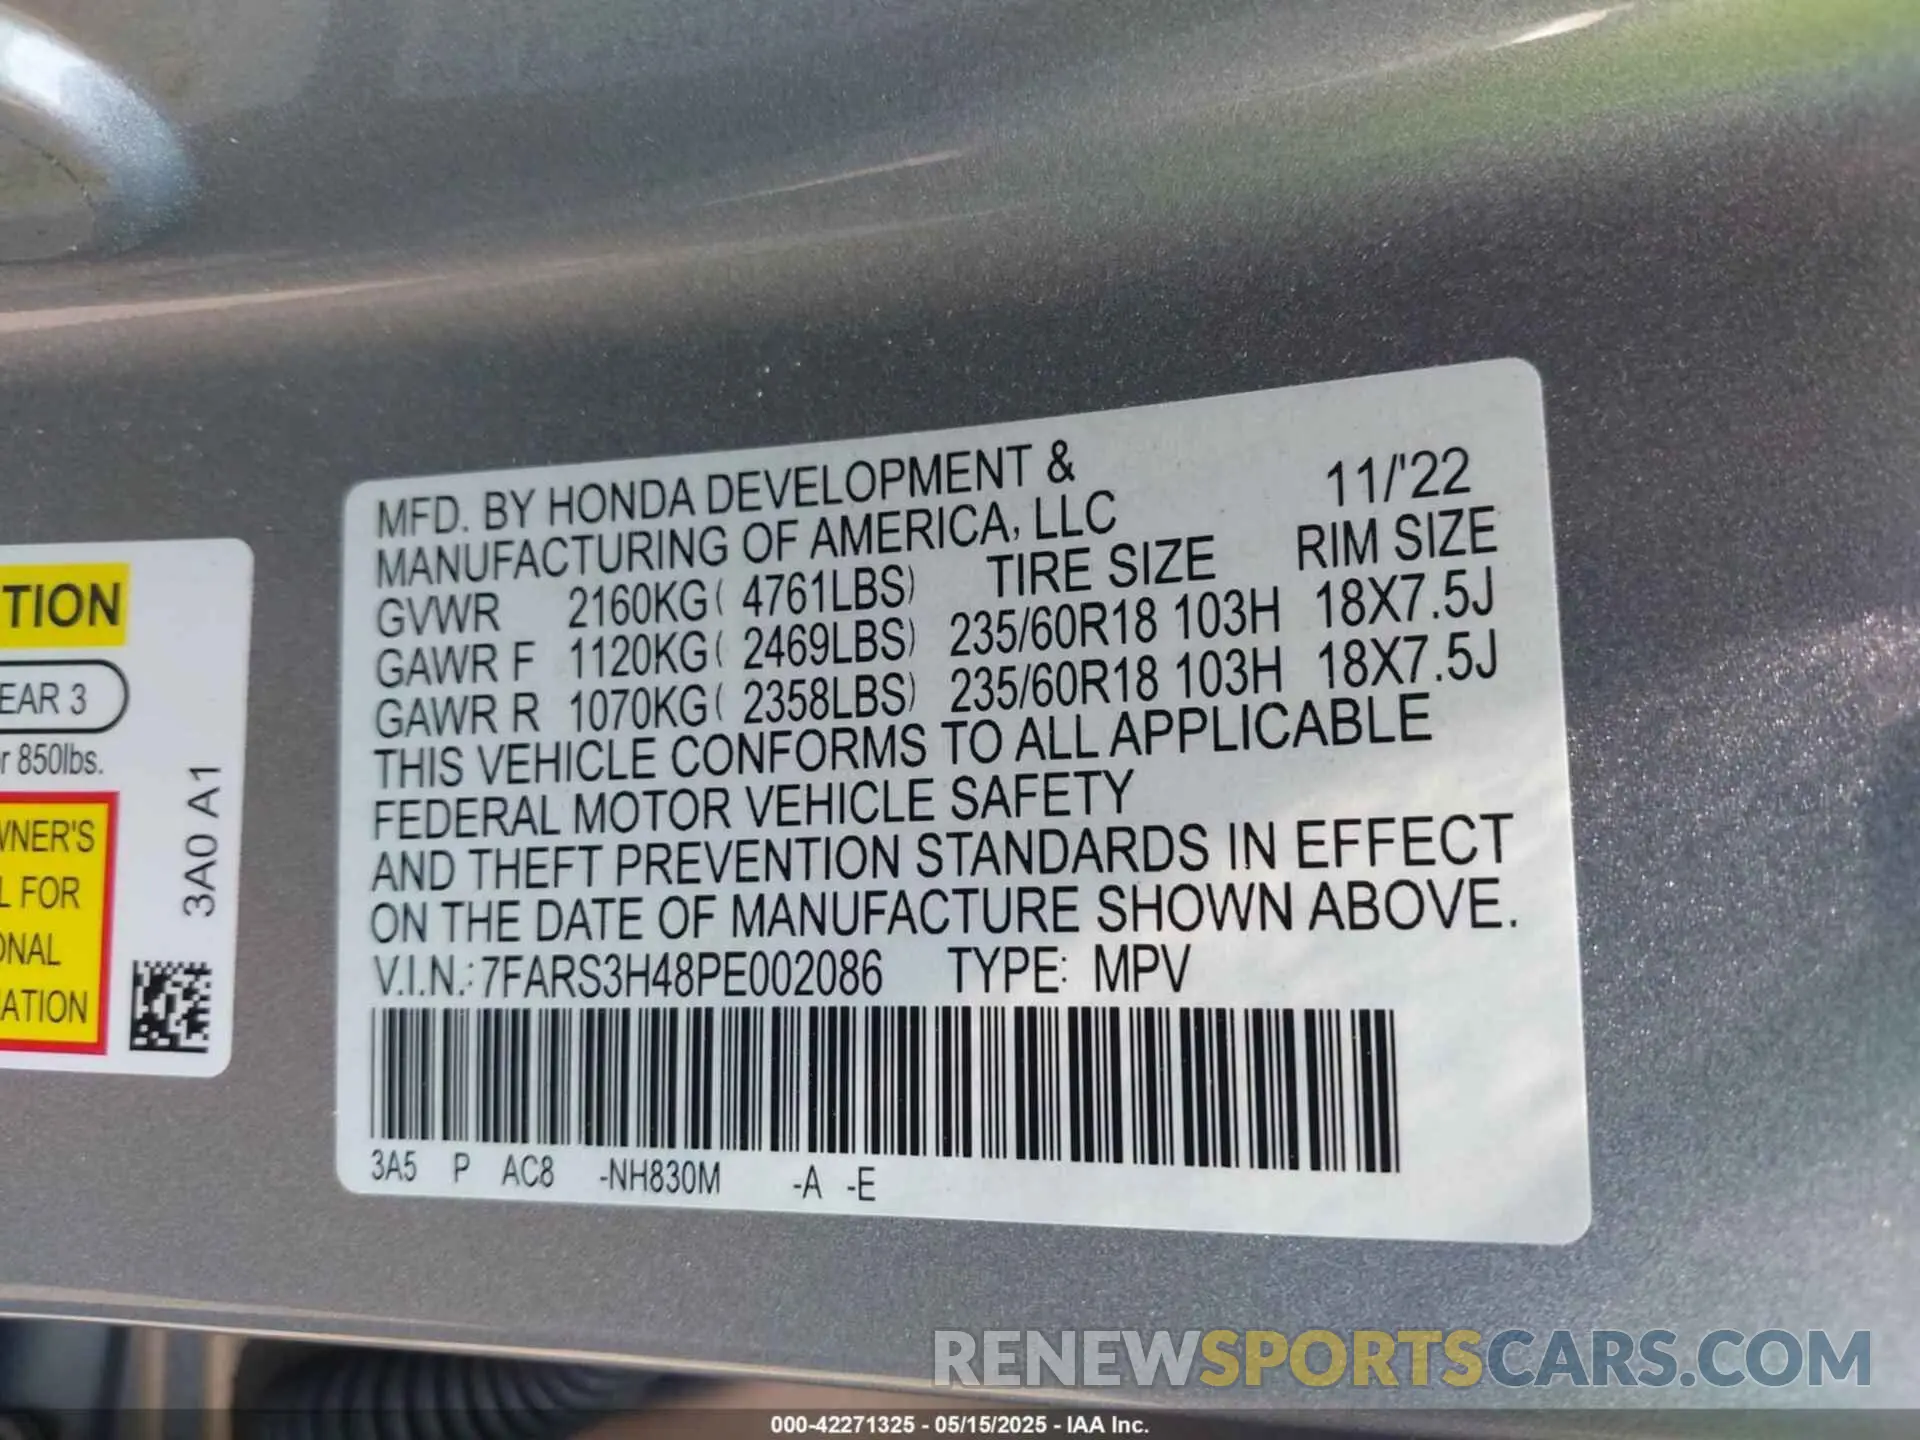 MFD. BY HONDA DEVELOPMENT &
MANUFACTURING OF AMERICA, LLC 11/'22
GVWR 2160KG( 4761LBS) TIRE SIZE RIM SIZE
GAWR F 1120KG( 2469LBS) 235/60R18 103H 18X7.5J
GAWR R 1070KG( 2358LBS) 235/60R18 103H 18X7.5J
THIS VEHICLE CONFORMS TO ALL APPLICABLE
FEDERAL MOTOR VEHICLE SAFETY
AND THEFT PREVENTION STANDARDS IN EFFECT
ON THE DATE OF MANUFACTURE SHOWN ABOVE.
V.I.N.: 7FARS3H48PE002086 TYPE: MPV
3A5 P AC8 -NH830M -A -E
TION
EAR 3
r 850lbs.
WNER'S
L FOR
ONAL
ATION
3A0 A1
RENEWSPORTSCARS.COM
000-42271325 - 05/15/2025 - IAA Inc.